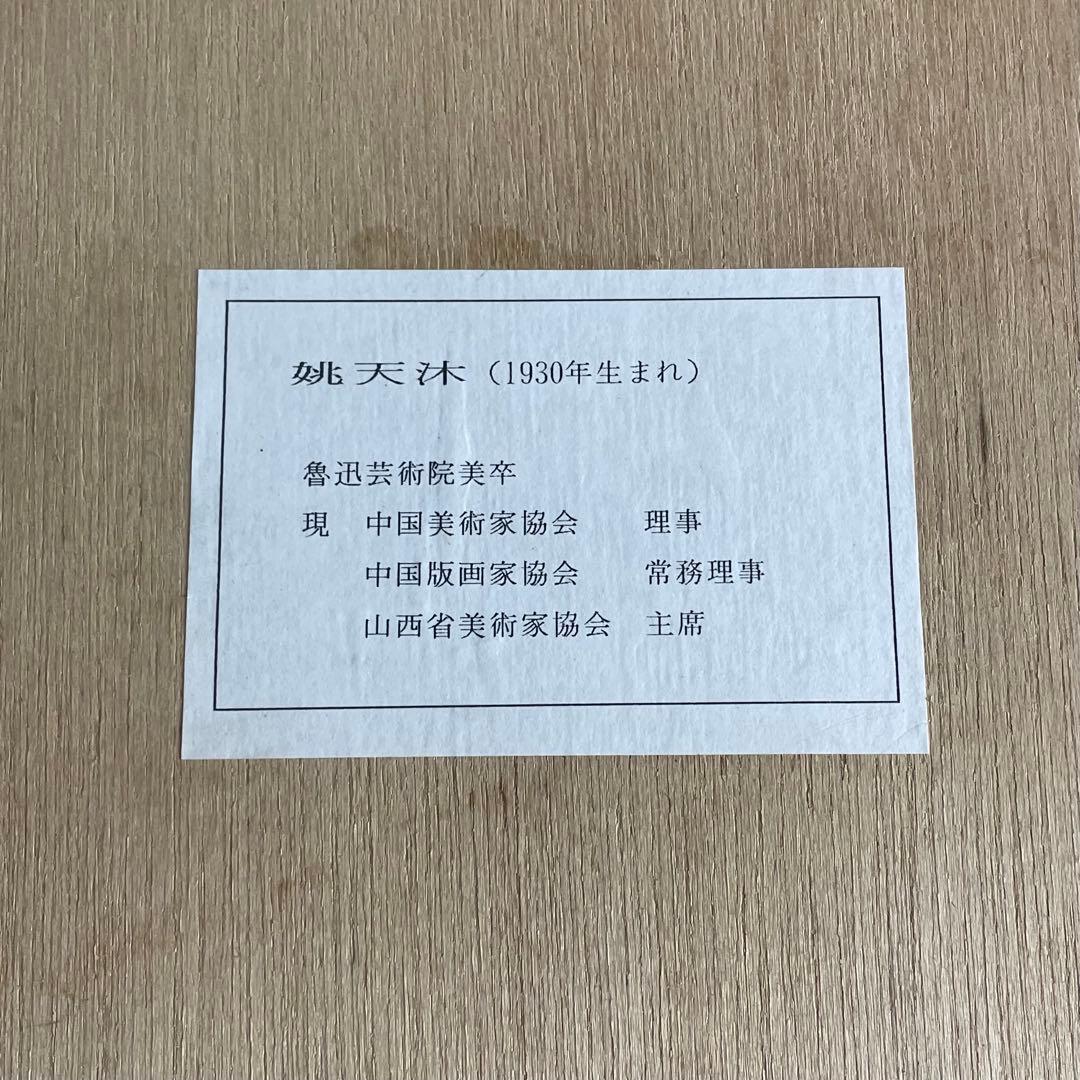 姚天沐（1930年生まれ）
魯迅芸術院美卒
現　中国美術家協会　　理事
中国版画家協会　　常務理事
山西省美術家協会　主席